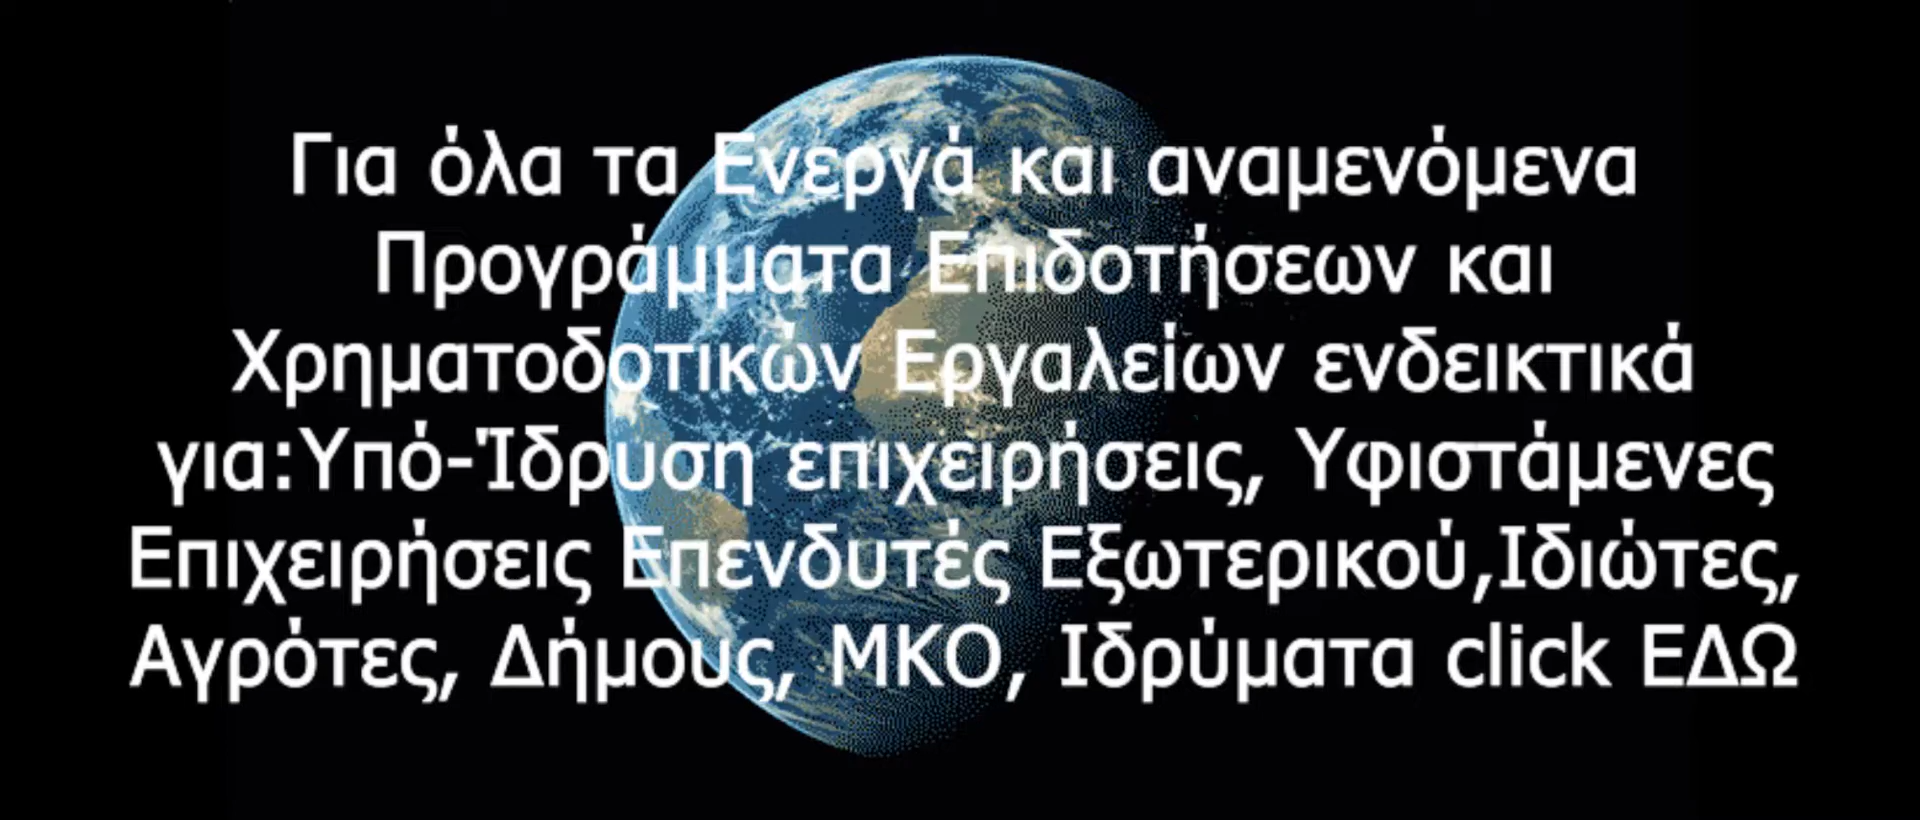 Για όλα τα Ενεργά και αναμενόμενα
Προγράμματα Επιδοτήσεων και
Χρηματοδοτικών Εργαλείων ενδεικτικά
για:Υπό-Ίδρυση επιχειρήσεις, Υφιστάμενες
Επιχειρήσεις Επενδυτές Εξωτερικού,Ιδιώτες,
Αγρότες, Δήμους, ΜΚΟ, Ιδρύματα click ΕΔΩ